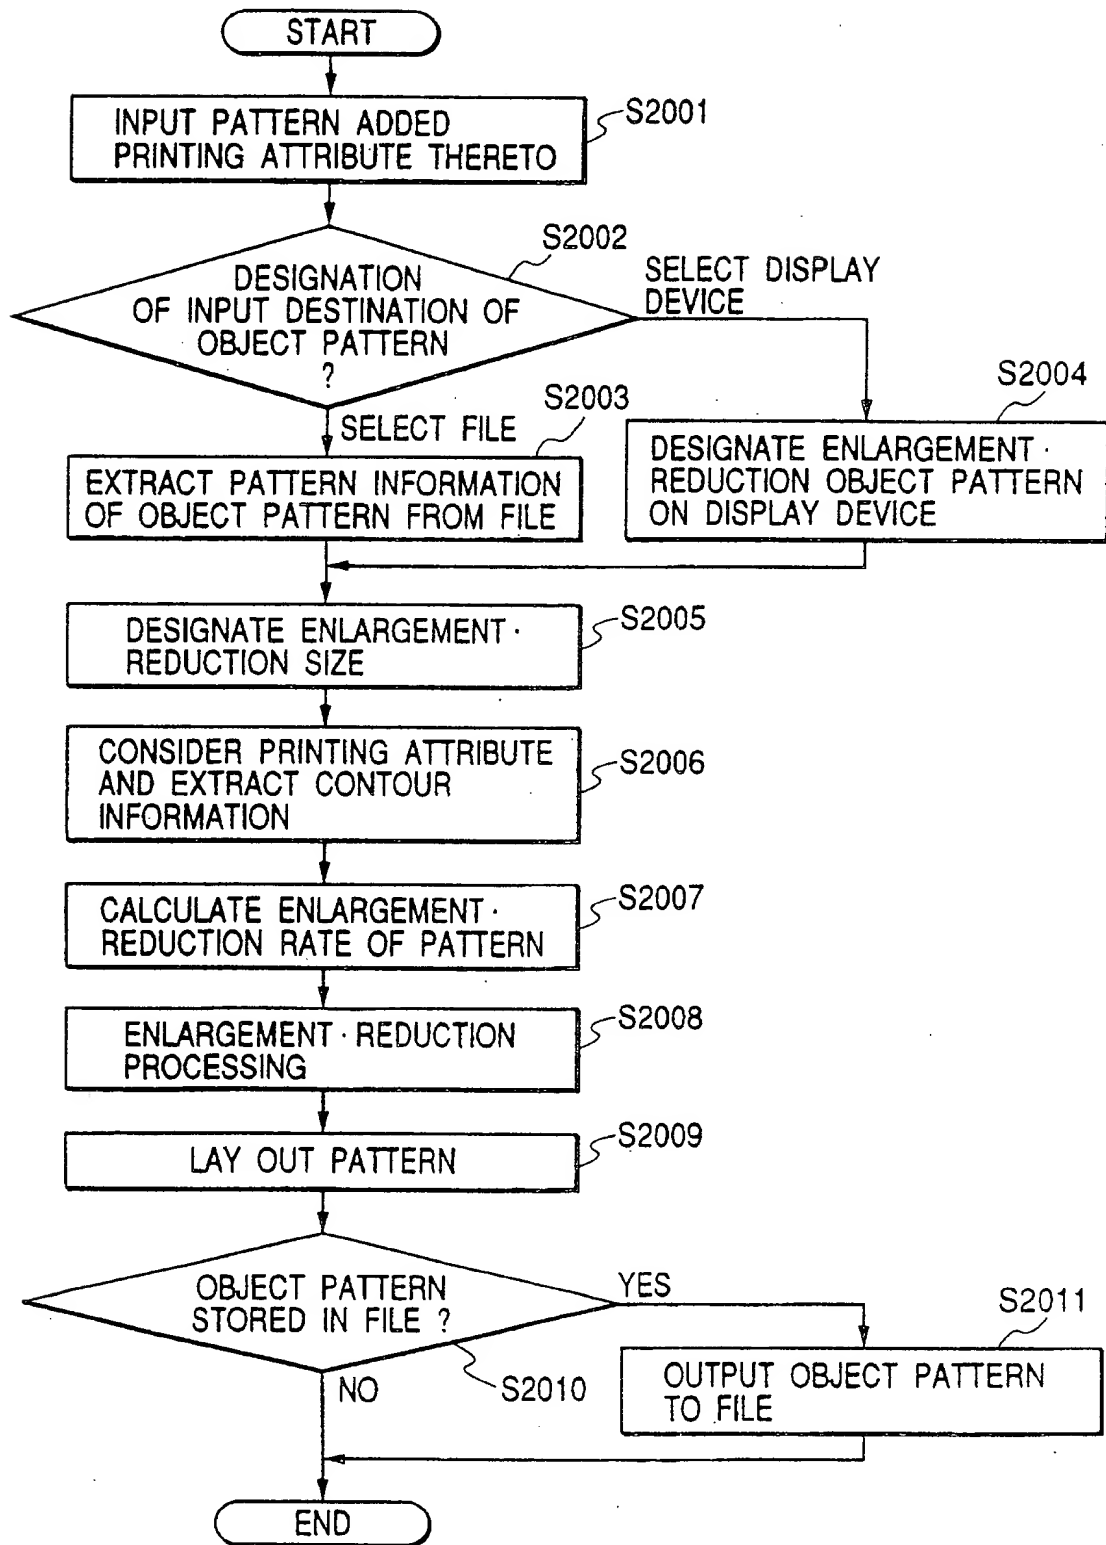 START
S2001
INPUT PATTERN ADDED
PRINTING ATTRIBUTE THERETO
S2002
DESIGNATION
OF INPUT DESTINATION OF
OBJECT PATTERN
?
SELECT DISPLAY
DEVICE
S2003
SELECT FILE
S2004
EXTRACT PATTERN INFORMATION
OF OBJECT PATTERN FROM FILE
DESIGNATE ENLARGEMENT·
REDUCTION OBJECT PATTERN
ON DISPLAY DEVICE
S2005
DESIGNATE ENLARGEMENT·
REDUCTION SIZE
S2006
CONSIDER PRINTING ATTRIBUTE
AND EXTRACT CONTOUR
INFORMATION
S2007
CALCULATE ENLARGEMENT·
REDUCTION RATE OF PATTERN
S2008
ENLARGEMENT·REDUCTION
PROCESSING
S2009
LAY OUT PATTERN
OBJECT PATTERN
STORED IN FILE ?
YES
S2010
NO
S2011
OUTPUT OBJECT PATTERN
TO FILE
END